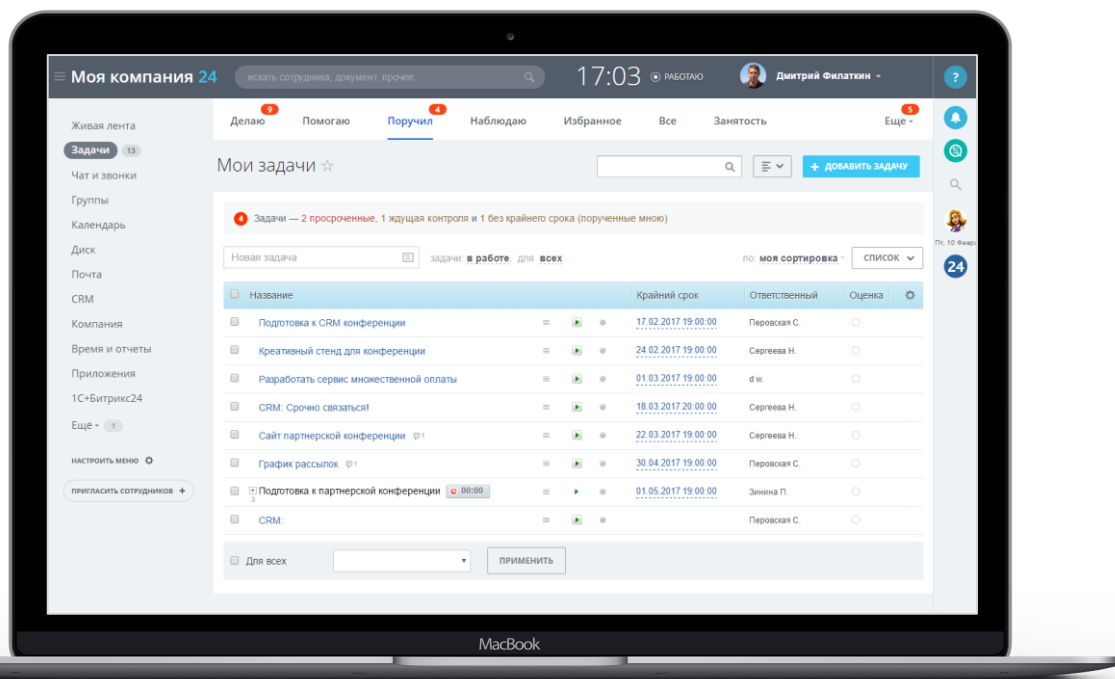 Моя компания 24
искать сотрудника, документ, прочее...
17:03
РАБОТАЮ
Дмитрий Филаткин
?
Живая лента
Задачи 13
Чат и звонки
Группы
Календарь
Диск
Почта
CRM
Компания
Время и отчеты
Приложения
1С+Битрикс24
Ещё 1
НАСТРОИТЬ МЕНЮ
ПРИГЛАСИТЬ СОТРУДНИКОВ +
Делаю 9 Помогаю Поручил 4 Наблюдаю Избранное Все Занятость Еще 5
Мои задачи
+ ДОБАВИТЬ ЗАДАЧУ
4 Задачи — 2 просроченные, 1 ждущая контроля и 1 без крайнего срока (порученные мною)
Новая задача задачи: в работе, для всех по: моя сортировка СПИСОК
Название Крайний срок Ответственный Оценка
Подготовка к CRM конференции 17.02.2017 19:00:00 Перовская С.
Креативный стенд для конференции 24.02.2017 19:00:00 Сергеева Н.
Разработать сервис множественной оплаты 01.03.2017 19:00:00 d w.
CRM: Срочно связаться! 18.03.2017 20:00:00 Сергеева Н.
Сайт партнерской конференции 1 22.03.2017 19:00:00 Сергеева Н.
График рассылок 1 30.04.2017 19:00:00 Перовская С.
Подготовка к партнерской конференции 00:00 01.05.2017 19:00:00 Зинина П.
3
CRM: Перовская С.
Для всех ПРИМЕНИТЬ
Пт, 10 Февр
24
MacBook